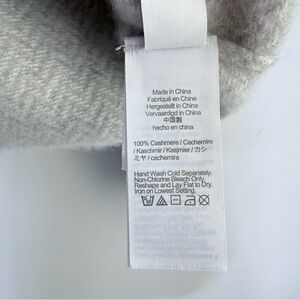 Made in China
Fabriqué en Chine
Hergestellt in China
Vervaardigd in China
中国製
hecho en china
100% Cashmere / Cachemire
/ Kaschmir / Kasjmier / カシ
ミヤ / cachemira
Hand Wash Cold Separately.
Non-Chlorine Bleach Only.
Reshape and Lay Flat to Dry.
Iron on Lowest Setting.